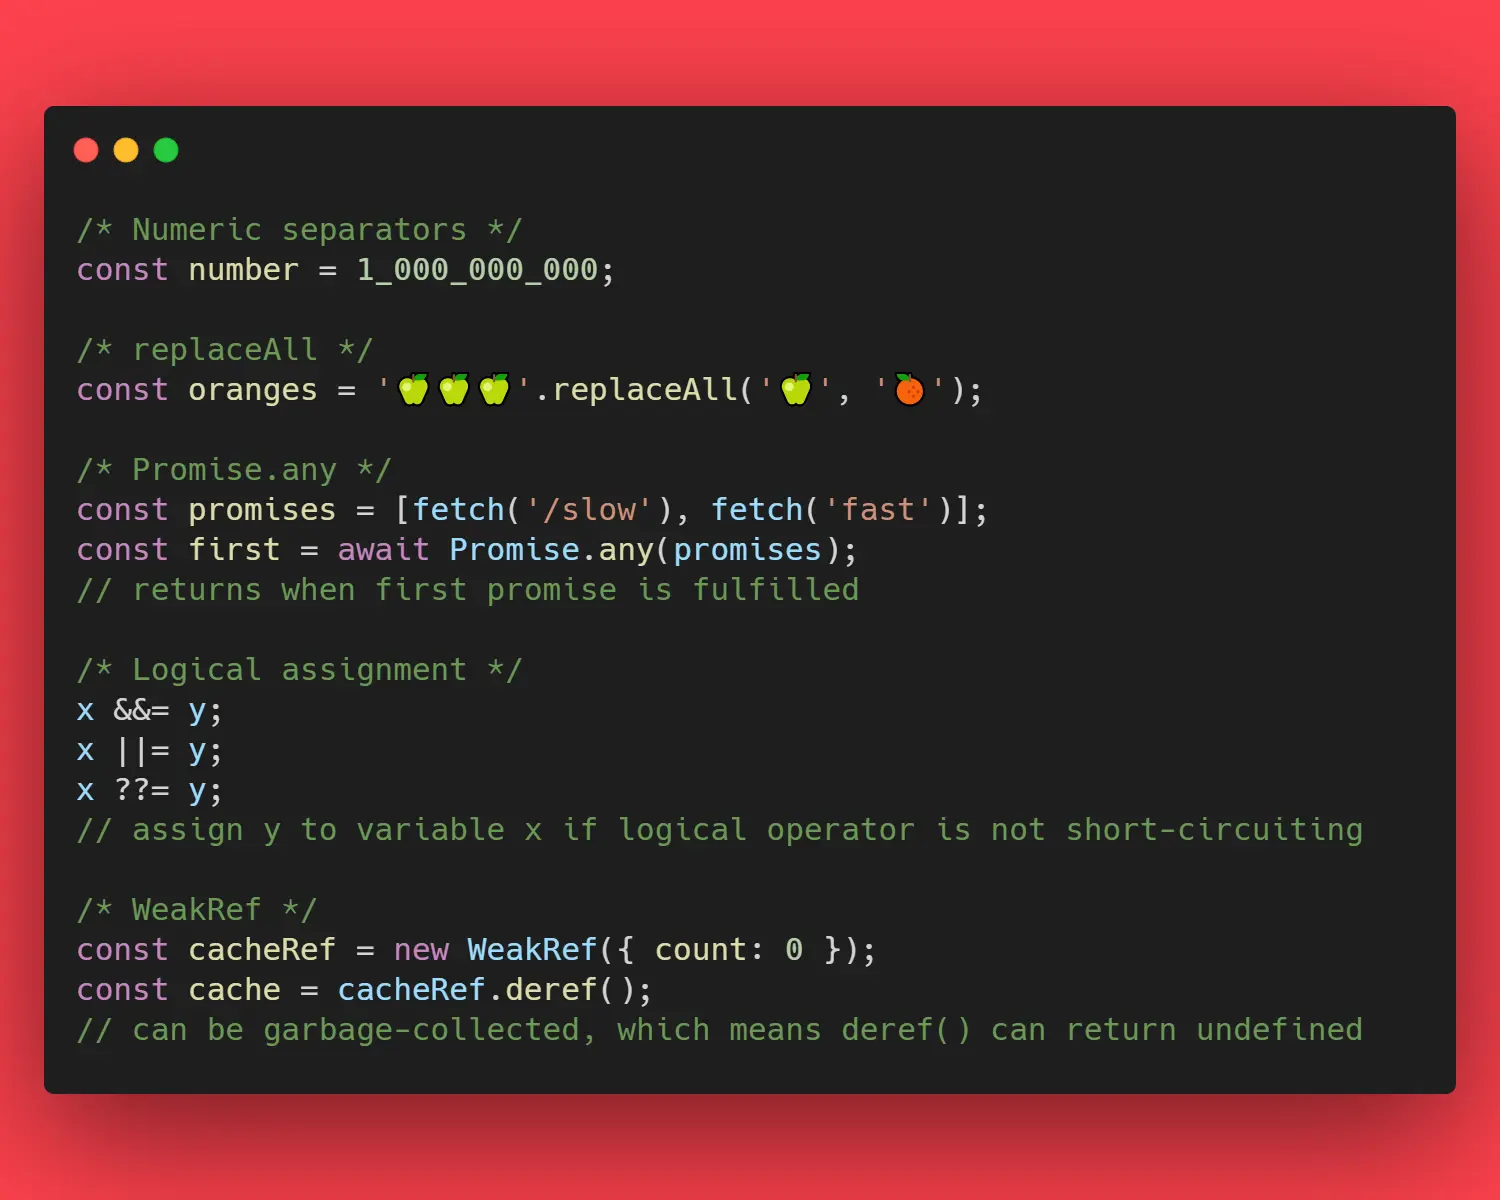 /* Numeric separators */
const number = 1_000_000_000;
/* replaceAll */
const oranges = '🍏🍏🍏'.replaceAll('🍏', '🍊');
/* Promise.any */
const promises = [fetch('/slow'), fetch('fast')];
const first = await Promise.any(promises);
// returns when first promise is fulfilled
/* Logical assignment */
x &&= y;
x ||= y;
x ??= y;
// assign y to variable x if logical operator is not short-circuiting
/* WeakRef */
const cacheRef = new WeakRef({ count: 0 });
const cache = cacheRef.deref();
// can be garbage-collected, which means deref() can return undefined